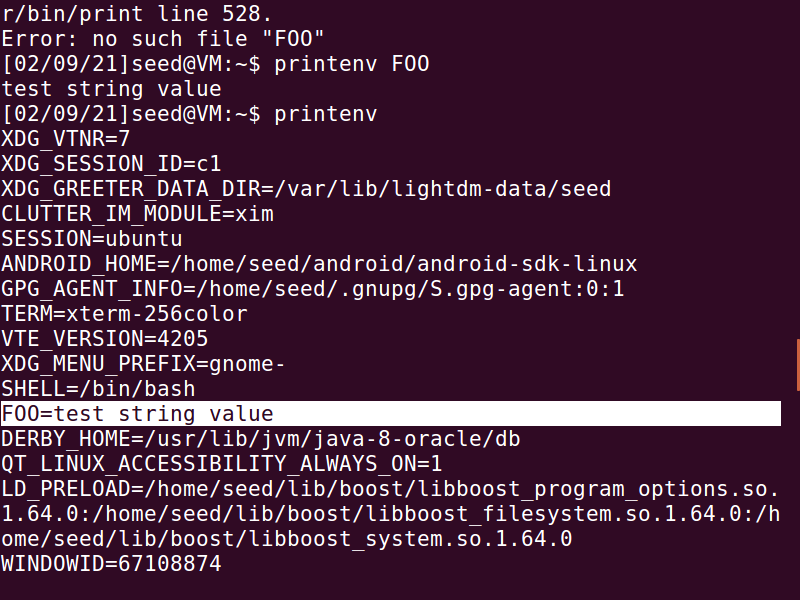 r/bin/print line 528.
Error: no such file "FOO"
[02/09/21]seed@VM:~$ printenv FOO
test string value
[02/09/21]seed@VM:~$ printenv
XDG_VTNR=7
XDG_SESSION_ID=c1
XDG_GREETER_DATA_DIR=/var/lib/lightdm-data/seed
CLUTTER_IM_MODULE=xim
SESSION=ubuntu
ANDROID_HOME=/home/seed/android/android-sdk-linux
GPG_AGENT_INFO=/home/seed/.gnupg/S.gpg-agent:0:1
TERM=xterm-256color
VTE_VERSION=4205
XDG_MENU_PREFIX=gnome-
SHELL=/bin/bash
FOO=test string value
DERBY_HOME=/usr/lib/jvm/java-8-oracle/db
QT_LINUX_ACCESSIBILITY_ALWAYS_ON=1
LD_PRELOAD=/home/seed/lib/boost/libboost_program_options.so.
1.64.0:/home/seed/lib/boost/libboost_filesystem.so.1.64.0:/h
ome/seed/lib/boost/libboost_system.so.1.64.0
WINDOWID=67108874